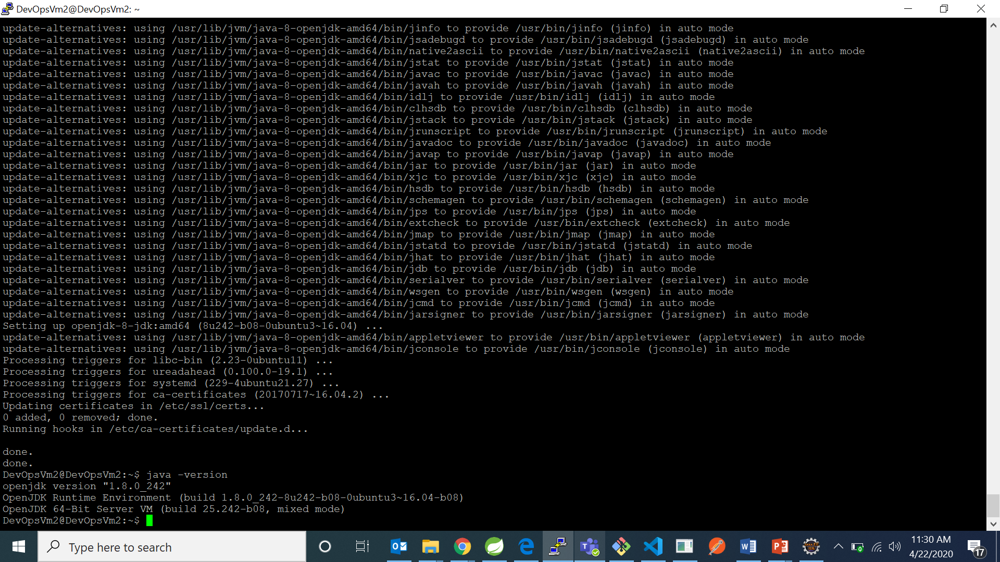 DevOpsVm2@DevOpsVm2: ~
update-alternatives: using /usr/lib/jvm/java-8-openjdk-amd64/bin/jinfo to provide /usr/bin/jinfo (jinfo) in auto mode
update-alternatives: using /usr/lib/jvm/java-8-openjdk-amd64/bin/jsadebugd to provide /usr/bin/jsadebugd (jsadebugd) in auto mode
update-alternatives: using /usr/lib/jvm/java-8-openjdk-amd64/bin/native2ascii to provide /usr/bin/native2ascii (native2ascii) in auto mode
update-alternatives: using /usr/lib/jvm/java-8-openjdk-amd64/bin/jstat to provide /usr/bin/jstat (jstat) in auto mode
update-alternatives: using /usr/lib/jvm/java-8-openjdk-amd64/bin/javac to provide /usr/bin/javac (javac) in auto mode
update-alternatives: using /usr/lib/jvm/java-8-openjdk-amd64/bin/javah to provide /usr/bin/javah (javah) in auto mode
update-alternatives: using /usr/lib/jvm/java-8-openjdk-amd64/bin/idlj to provide /usr/bin/idlj (idlj) in auto mode
update-alternatives: using /usr/lib/jvm/java-8-openjdk-amd64/bin/clhsdb to provide /usr/bin/clhsdb (clhsdb) in auto mode
update-alternatives: using /usr/lib/jvm/java-8-openjdk-amd64/bin/jstack to provide /usr/bin/jstack (jstack) in auto mode
update-alternatives: using /usr/lib/jvm/java-8-openjdk-amd64/bin/jrunscript to provide /usr/bin/jrunscript (jrunscript) in auto mode
update-alternatives: using /usr/lib/jvm/java-8-openjdk-amd64/bin/javadoc to provide /usr/bin/javadoc (javadoc) in auto mode
update-alternatives: using /usr/lib/jvm/java-8-openjdk-amd64/bin/javap to provide /usr/bin/javap (javap) in auto mode
update-alternatives: using /usr/lib/jvm/java-8-openjdk-amd64/bin/jar to provide /usr/bin/jar (jar) in auto mode
update-alternatives: using /usr/lib/jvm/java-8-openjdk-amd64/bin/xjc to provide /usr/bin/xjc (xjc) in auto mode
update-alternatives: using /usr/lib/jvm/java-8-openjdk-amd64/bin/hsdb to provide /usr/bin/hsdb (hsdb) in auto mode
update-alternatives: using /usr/lib/jvm/java-8-openjdk-amd64/bin/schemagen to provide /usr/bin/schemagen (schemagen) in auto mode
update-alternatives: using /usr/lib/jvm/java-8-openjdk-amd64/bin/jps to provide /usr/bin/jps (jps) in auto mode
update-alternatives: using /usr/lib/jvm/java-8-openjdk-amd64/bin/extcheck to provide /usr/bin/extcheck (extcheck) in auto mode
update-alternatives: using /usr/lib/jvm/java-8-openjdk-amd64/bin/jmap to provide /usr/bin/jmap (jmap) in auto mode
update-alternatives: using /usr/lib/jvm/java-8-openjdk-amd64/bin/jstatd to provide /usr/bin/jstatd (jstatd) in auto mode
update-alternatives: using /usr/lib/jvm/java-8-openjdk-amd64/bin/jhat to provide /usr/bin/jhat (jhat) in auto mode
update-alternatives: using /usr/lib/jvm/java-8-openjdk-amd64/bin/jdb to provide /usr/bin/jdb (jdb) in auto mode
update-alternatives: using /usr/lib/jvm/java-8-openjdk-amd64/bin/serialver to provide /usr/bin/serialver (serialver) in auto mode
update-alternatives: using /usr/lib/jvm/java-8-openjdk-amd64/bin/wsgen to provide /usr/bin/wsgen (wsgen) in auto mode
update-alternatives: using /usr/lib/jvm/java-8-openjdk-amd64/bin/jcmd to provide /usr/bin/jcmd (jcmd) in auto mode
update-alternatives: using /usr/lib/jvm/java-8-openjdk-amd64/bin/jarsigner to provide /usr/bin/jarsigner (jarsigner) in auto mode
Setting up openjdk-8-jdk:amd64 (8u242-b08-0ubuntu3~16.04) ...
update-alternatives: using /usr/lib/jvm/java-8-openjdk-amd64/bin/appletviewer to provide /usr/bin/appletviewer (appletviewer) in auto mode
update-alternatives: using /usr/lib/jvm/java-8-openjdk-amd64/bin/jconsole to provide /usr/bin/jconsole (jconsole) in auto mode
Processing triggers for libc-bin (2.23-0ubuntu11) ...
Processing triggers for ureadahead (0.100.0-19.1) ...
Processing triggers for systemd (229-4ubuntu21.27) ...
Processing triggers for ca-certificates (20170717~16.04.2) ...
Updating certificates in /etc/ssl/certs...
0 added, 0 removed; done.
Running hooks in /etc/ca-certificates/update.d...
done.
done.
DevOpsVm2@DevOpsVm2:~$ java -version
openjdk version "1.8.0_242"
OpenJDK Runtime Environment (build 1.8.0_242-8u242-b08-0ubuntu3~16.04-b08)
OpenJDK 64-Bit Server VM (build 25.242-b08, mixed mode)
DevOpsVm2@DevOpsVm2:~$
Type here to search
11:30 AM
4/22/2020
17